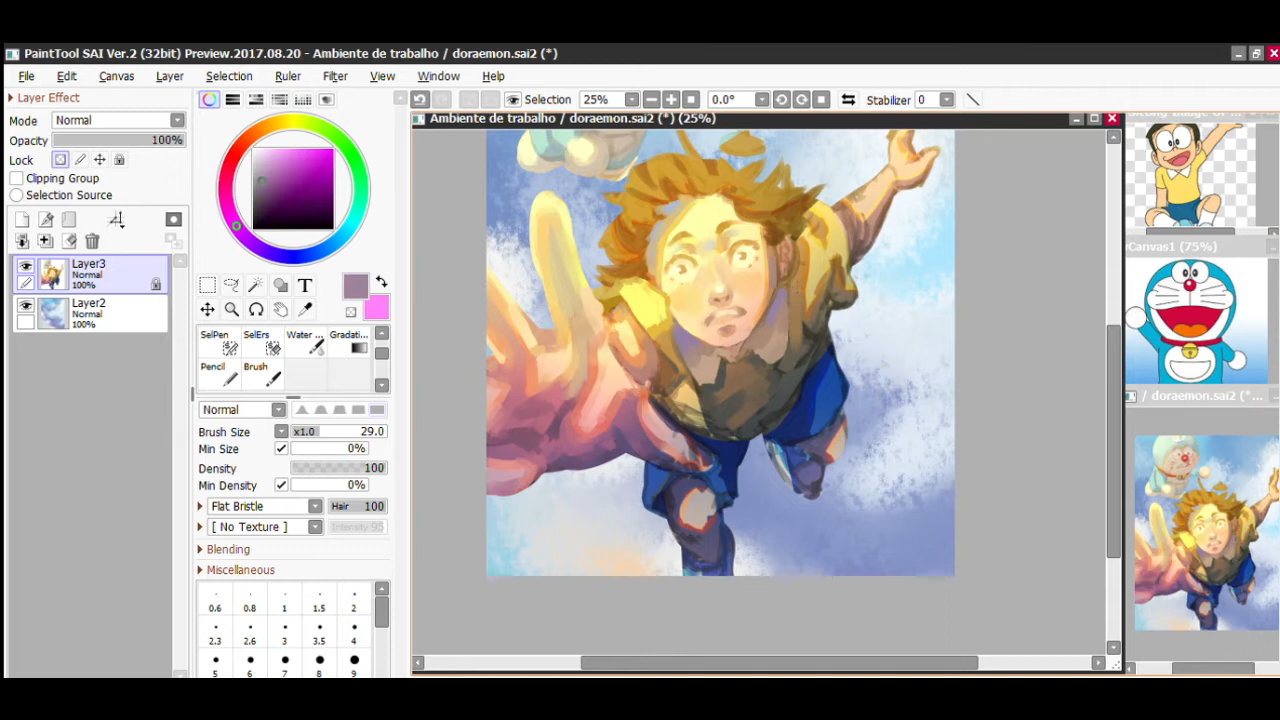 PaintTool SAI Ver.2 (32bit) Preview.2017.08.20 - Ambiente de trabalho / doraemon.sai2 (*)
File Edit Canvas Layer Selection Ruler Filter View Window Help
Layer Effect
Mode Normal
Opacity 100%
Lock
Clipping Group
Selection Source
Layer3
Normal
100%
Layer2
Normal
100%
T
SelPen SelErs Water ... Gradati...
Pencil Brush
Normal
Brush Size x1.0 29.0
Min Size 0%
Density 100
Min Density 0%
Flat Bristle Hair 100
[ No Texture ] Intensity 95
Blending
Miscellaneous
0.6 0.8 1 1.5 2
2.3 2.6 3 3.5 4
5 6 7 8 9
Selection 25% 0.0° Stabilizer 0
Ambiente de trabalho / doraemon.sai2 (*) (25%)
Canvas1 (75%)
/ doraemon.sai2 (*...